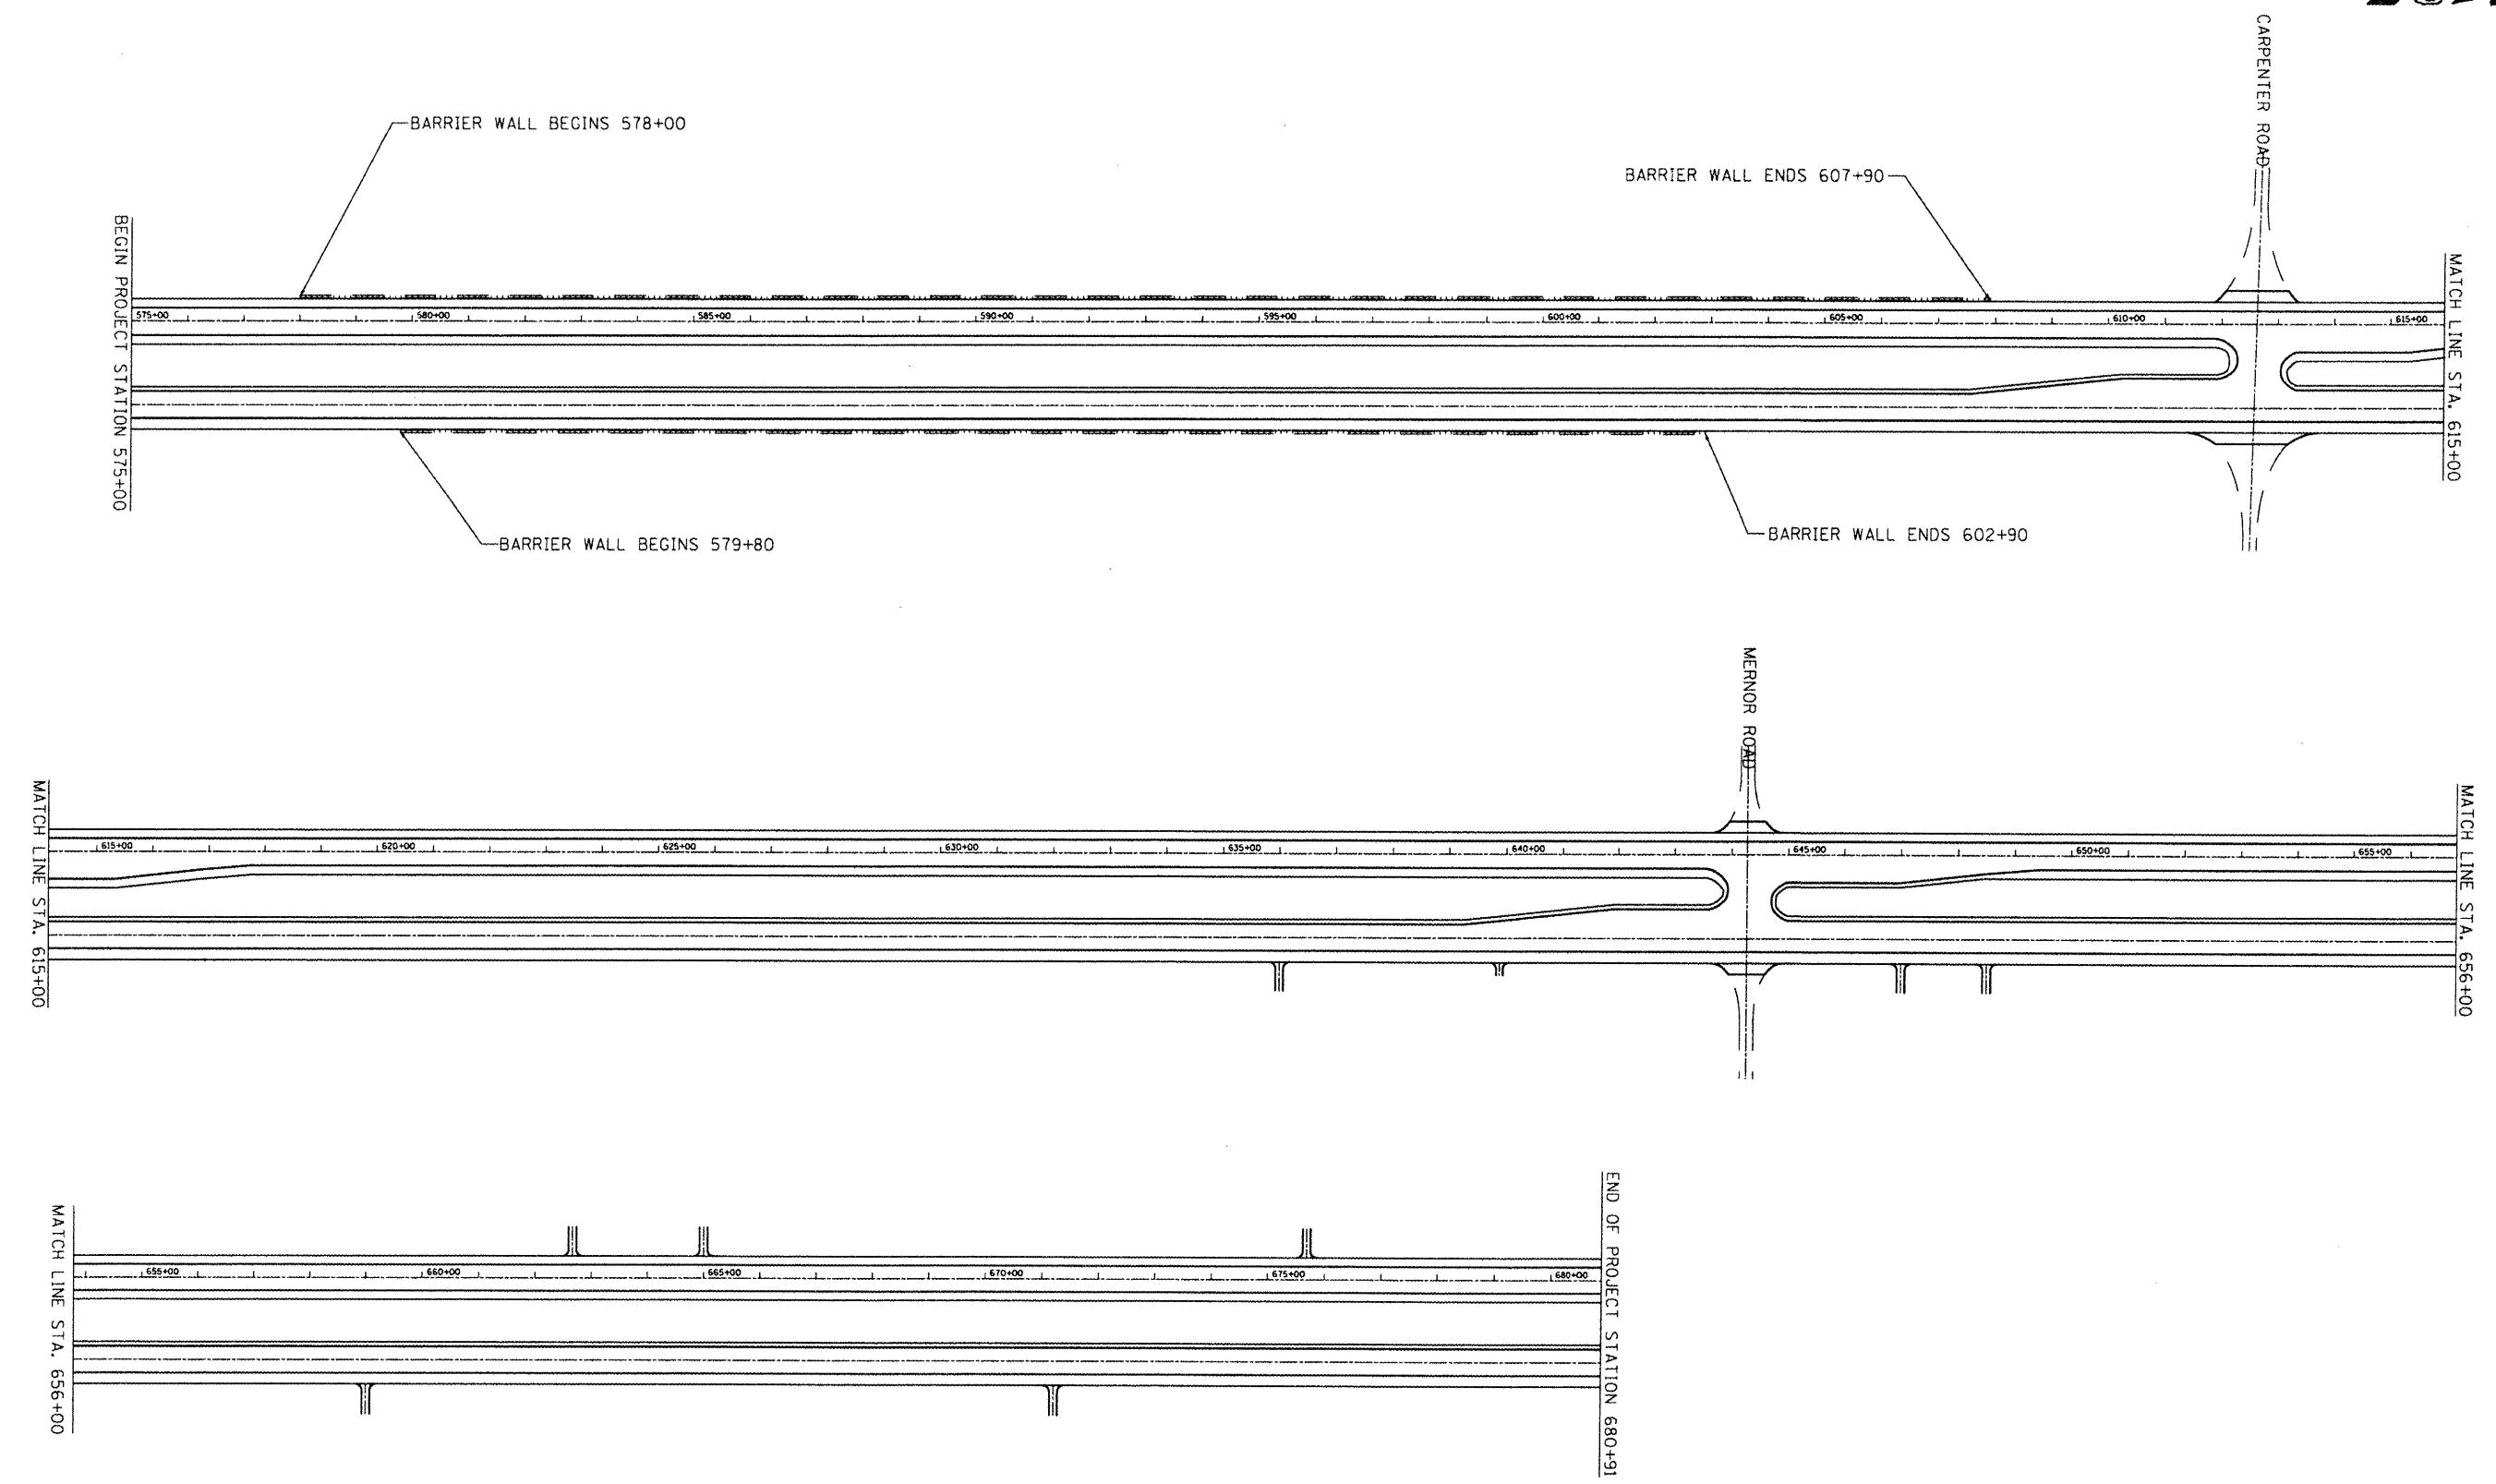 CARPENTER ROAD
BARRIER WALL BEGINS 578+00
BARRIER WALL ENDS 607+90
BEGIN PROJECT STATION 575+00
575+00 580+00 585+00 590+00 595+00 600+00 605+00 610+00 615+00
MATCH LINE STA. 615+00
BARRIER WALL BEGINS 579+80
BARRIER WALL ENDS 602+90
MERNOR ROAD
MATCH LINE STA. 615+00
615+00 620+00 625+00 630+00 635+00 640+00 645+00 650+00 655+00
MATCH LINE STA. 656+00
MATCH LINE STA. 656+00
655+00 660+00 665+00 670+00 675+00 680+00
END OF PROJECT STATION 680+91